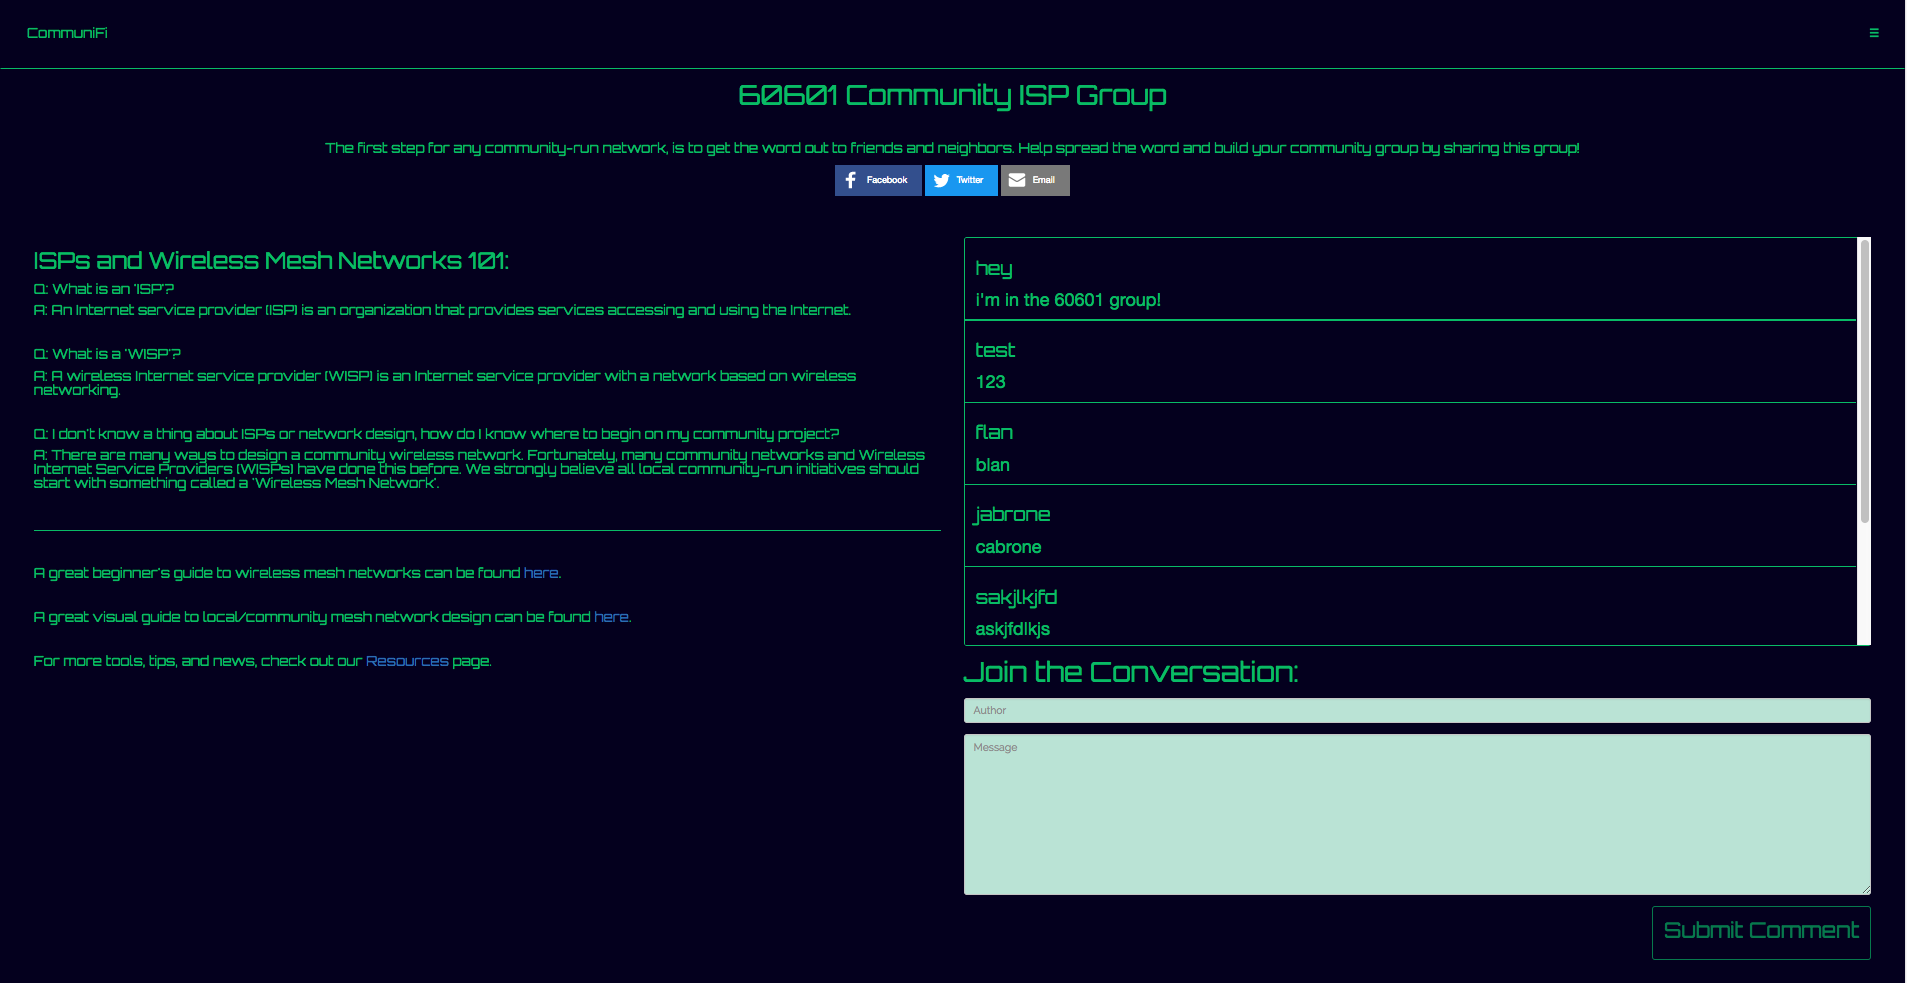 CommuniFi
60601 Community ISP Group
The first step for any community-run network, is to get the word out to friends and neighbors. Help spread the word and build your community group by sharing this group!
Facebook
Twitter
Email
ISPs and Wireless Mesh Networks 101:
Q: What is an 'ISP'?
A: An Internet service provider (ISP) is an organization that provides services accessing and using the Internet.
Q: What is a 'WISP'?
A: A wireless Internet service provider (WISP) is an Internet service provider with a network based on wireless
networking.
Q: I don't know a thing about ISPs or network design, how do I know where to begin on my community project?
A: There are many ways to design a community wireless network. Fortunately, many community networks and Wireless
Internet Service Providers (WISPs) have done this before. We strongly believe all local community-run initiatives should
start with something called a 'Wireless Mesh Network'.
A great beginner's guide to wireless mesh networks can be found here.
A great visual guide to local/community mesh network design can be found here.
For more tools, tips, and news, check out our Resources page.
hey
i'm in the 60601 group!
test
123
flan
blan
jabrone
cabrone
sakjlkjfd
askjfdlkjs
Join the Conversation:
Author
Message
Submit Comment